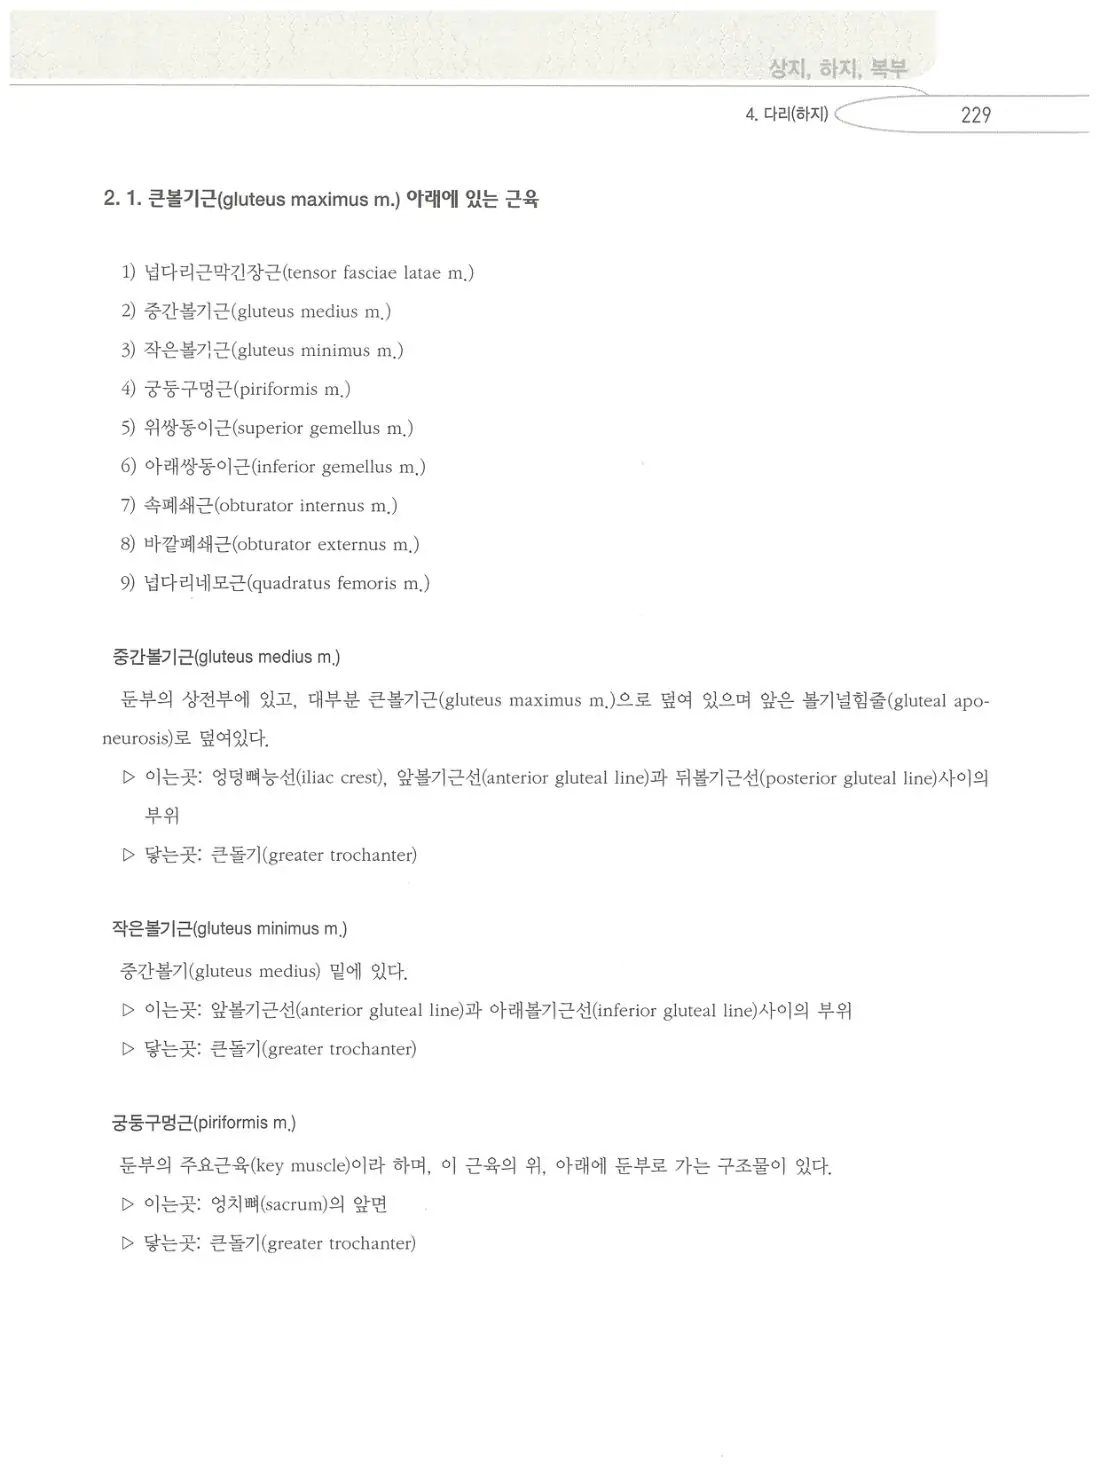 상지, 하지, 복부
4. 다리(하지)
229
2. 1. 큰볼기근(gluteus maximus m.) 아래에 있는 근육
1) 넙다리근막긴장근(tensor fasciae latae m.)
2) 중간볼기근(gluteus medius m.)
3) 작은볼기근(gluteus minimus m.)
4) 궁둥구멍근(piriformis m.)
5) 위쌍동이근(superior gemellus m.)
6) 아래쌍동이근(inferior gemellus m.)
7) 속폐쇄근(obturator internus m.)
8) 바깥폐쇄근(obturator externus m.)
9) 넙다리네모근(quadratus femoris m.)
중간볼기근(gluteus medius m.)
둔부의 상전부에 있고, 대부분 큰볼기근(gluteus maximus m.)으로 덮여 있으며 앞은 볼기널힘줄(gluteal apo-
neurosis)로 덮여있다.
▷ 이는곳: 엉덩뼈능선(iliac crest), 앞볼기근선(anterior gluteal line)과 뒤볼기근선(posterior gluteal line)사이의
부위
▷ 닿는곳: 큰돌기(greater trochanter)
작은볼기근(gluteus minimus m.)
중간볼기(gluteus medius) 밑에 있다.
▷ 이는곳: 앞볼기근선(anterior gluteal line)과 아래볼기근선(inferior gluteal line)사이의 부위
▷ 닿는곳: 큰돌기(greater trochanter)
궁둥구멍근(piriformis m.)
둔부의 주요근육(key muscle)이라 하며, 이 근육의 위, 아래에 둔부로 가는 구조물이 있다.
▷ 이는곳: 엉치뼈(sacrum)의 앞면
▷ 닿는곳: 큰돌기(greater trochanter)